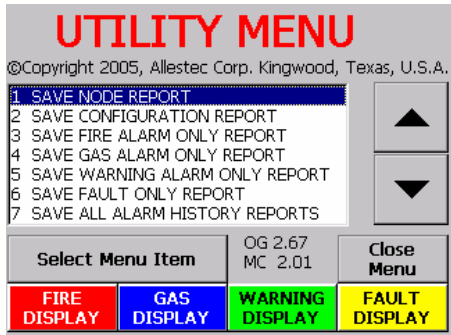 UTILITY MENU
©Copyright 2005, Allestec Corp. Kingwood, Texas, U.S.A.
1 SAVE NODE REPORT
2 SAVE CONFIGURATION REPORT
3 SAVE FIRE ALARM ONLY REPORT
4 SAVE GAS ALARM ONLY REPORT
5 SAVE WARNING ALARM ONLY REPORT
6 SAVE FAULT ONLY REPORT
7 SAVE ALL ALARM HISTORY REPORTS
Select Menu Item
OG 2.67
MC 2.01
Close
Menu
FIRE
DISPLAY
GAS
DISPLAY
WARNING
DISPLAY
FAULT
DISPLAY